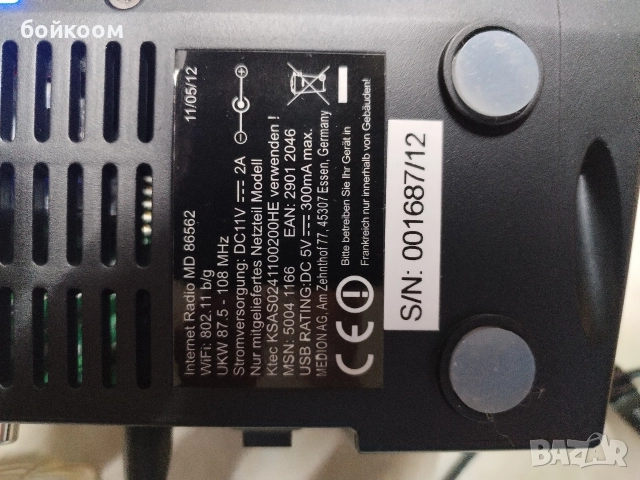 бойкоом
Internet Radio MD 86562
WiFi: 802.11 b/g
UKW 87.5 - 108 MHz
Stromversorgung: DC11V 2A
Nur mitgeliefertes Netzteil Modell
Ktec KSAS0241100200HE verwenden !
MSN: 5004 1166 EAN: 2901 2046
USB RATING:DC 5V 300mA max.
MEDION AG, Am Zehnthof 77, 45307 Essen, Germany
11/05/12
CE
Bitte betreiben Sie Ihr Gerät in
Frankreich nur innerhalb von Gebäuden!
S/N: 001687/12
BAZAR